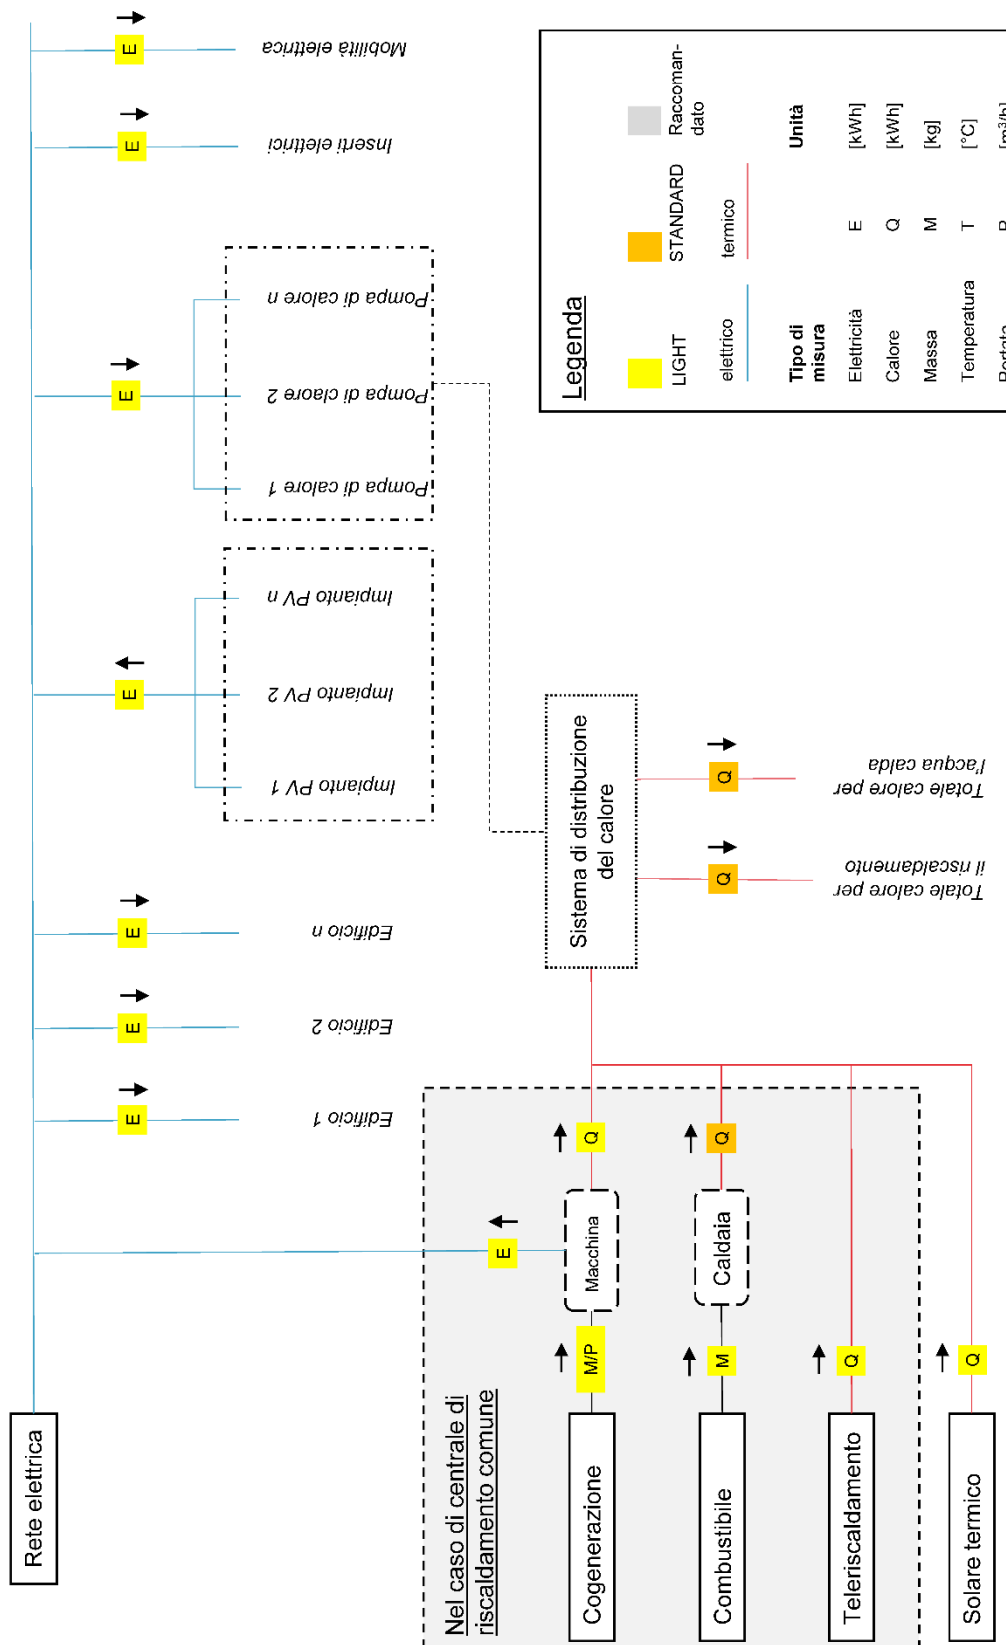 Rete elettrica
E
Edificio 1
E
Edificio 2
E
Edificio n
E
Impianto PV 1
Impianto PV 2
Impianto PV n
E
Pompa di calore 1
Pompa di claore 2
Pompa di calore n
E
Inserti elettrici
E
Mobilità elettrica
Nel caso di centrale di
riscaldamento comune
E
Cogenerazione
M/P
Macchina
Q
Combustibile
M
Caldaia
Q
Teleriscaldamento
Q
Solare termico
Q
Sistema di distribuzione
del calore
Q
Totale calore per
il riscaldamento
Q
Totale calore per
l'acqua calda
Legenda
LIGHT
STANDARD
Raccoman-
dato
elettrico
termico
Tipo di
misura
Unità
Elettricità E [kWh]
Calore Q [kWh]
Massa M [kg]
Temperatura T [°C]
Portata P [m³/h]